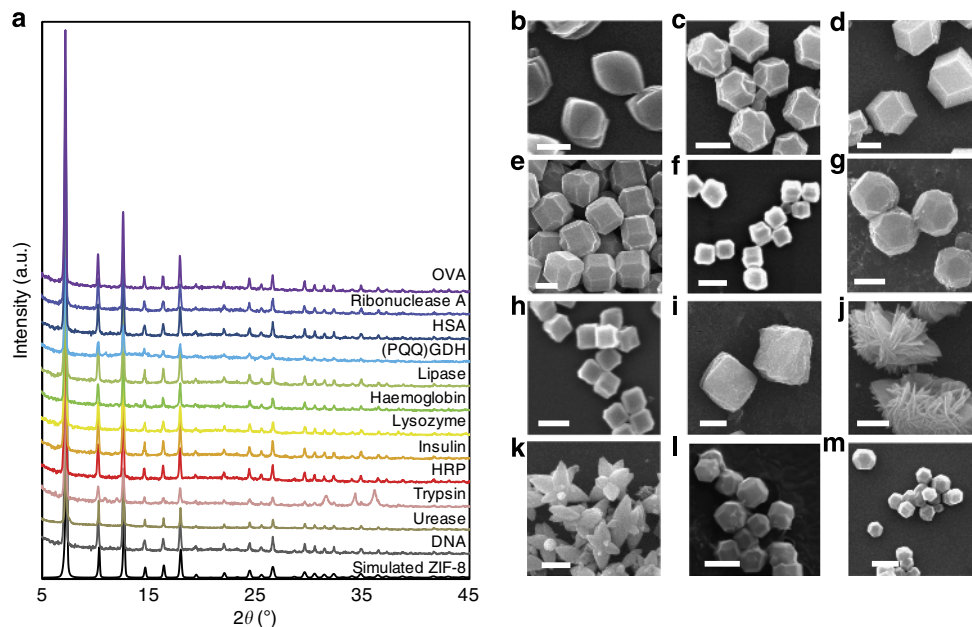 a
Intensity (a.u.)
OVA
Ribonuclease A
HSA
(PQQ)GDH
Lipase
Haemoglobin
Lysozyme
Insulin
HRP
Trypsin
Urease
DNA
Simulated ZIF-8
5 15 25 35 45
2θ (°)
b c d
e f g
h i j
k l m